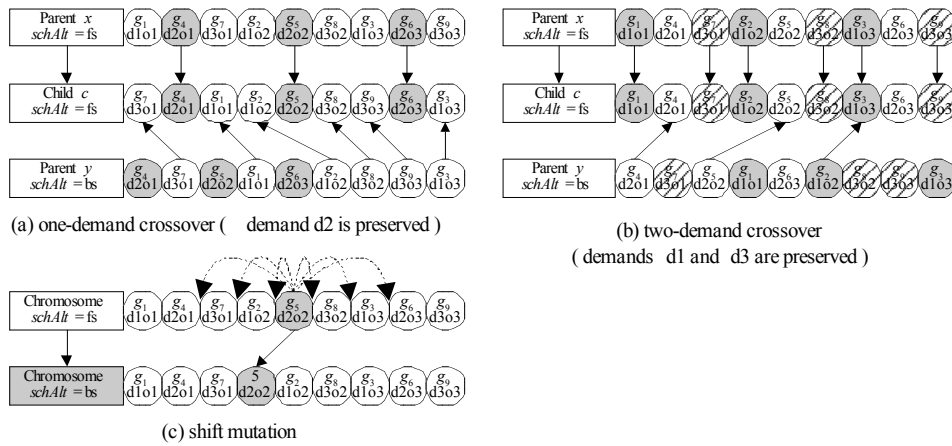 Parent x g1 g4 g7 g2 g5 g8 g3 g6 g9
schAlt = fs d1o1 d2o1 d3o1 d1o2 d2o2 d3o2 d1o3 d2o3 d3o3
Child c g7 g4 g1 g2 g5 g8 g9 g6 g3
schAlt = fs d3o1 d2o1 d1o1 d1o2 d2o2 d3o2 d3o3 d2o3 d1o3
Parent y g4 g7 g5 g1 g6 g2 g8 g9 g3
schAlt = bs d2o1 d3o1 d2o2 d1o1 d2o3 d1o2 d3o2 d3o3 d1o3
(a) one-demand crossover ( demand d2 is preserved )
Parent x g1 g4 g7 g2 g5 g8 g3 g6 g9
schAlt = fs d1o1 d2o1 d3o1 d1o2 d2o2 d3o2 d1o3 d2o3 d3o3
Child c g1 g4 g7 g2 g5 g8 g3 g6 g9
schAlt = fs d1o1 d2o1 d3o1 d1o2 d2o2 d3o2 d1o3 d2o3 d3o3
Parent y g4 g7 g5 g1 g6 g2 g8 g9 g3
schAlt = bs d2o1 d3o1 d2o2 d1o1 d2o3 d1o2 d3o2 d3o3 d1o3
(b) two-demand crossover
( demands d1 and d3 are preserved )
Chromosome g1 g4 g7 g2 g5 g8 g3 g6 g9
schAlt = fs d1o1 d2o1 d3o1 d1o2 d2o2 d3o2 d1o3 d2o3 d3o3
Chromosome g1 g4 g7 5 g2 g8 g3 g6 g9
schAlt = bs d1o1 d2o1 d3o1 d2o2 d1o2 d3o2 d1o3 d2o3 d3o3
(c) shift mutation